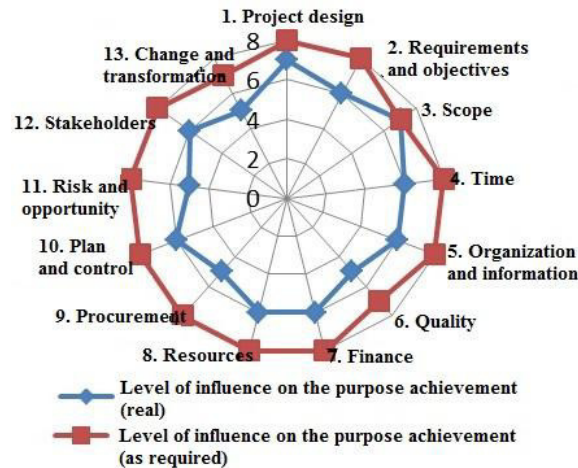 1. Project design
8
2. Requirements
and objectives
13. Change and
transformation
6
3. Scope
12. Stakeholders
4
2
4. Time
11. Risk and
opportunity
0
10. Plan
and control
5. Organization
and information
9. Procurement
6. Quality
8. Resources
7. Finance
Level of influence on the purpose achievement
(real)
Level of influence on the purpose achievement
(as required)